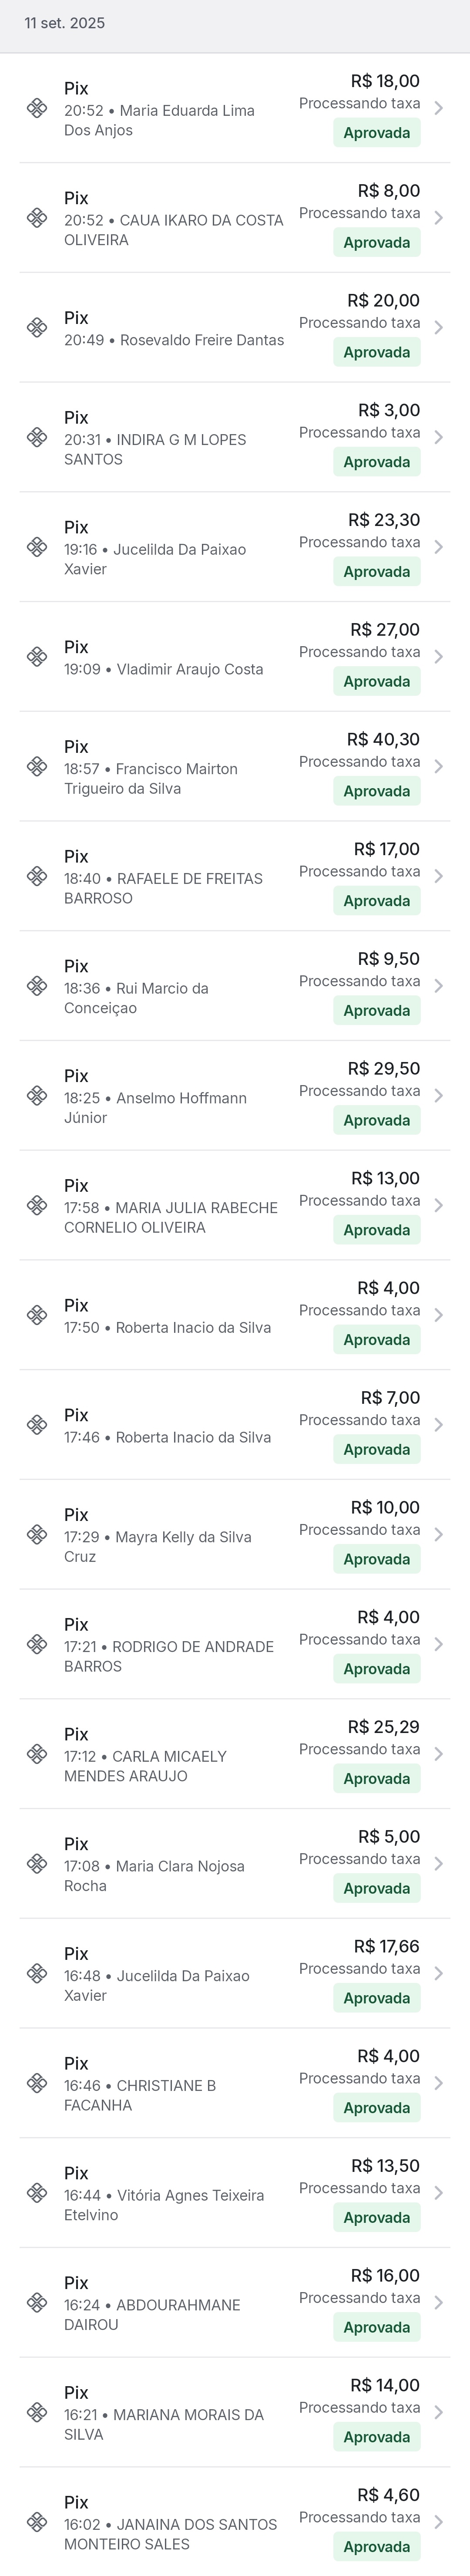 11 set. 2025
Pix
20:52 • Maria Eduarda Lima
Dos Anjos
R$ 18,00
Processando taxa
Aprovada
Pix
20:52 • CAUA IKARO DA COSTA
OLIVEIRA
R$ 8,00
Processando taxa
Aprovada
Pix
20:49 • Rosevaldo Freire Dantas
R$ 20,00
Processando taxa
Aprovada
Pix
20:31 • INDIRA G M LOPES
SANTOS
R$ 3,00
Processando taxa
Aprovada
Pix
19:16 • Jucelilda Da Paixao
Xavier
R$ 23,30
Processando taxa
Aprovada
Pix
19:09 • Vladimir Araujo Costa
R$ 27,00
Processando taxa
Aprovada
Pix
18:57 • Francisco Mairton
Trigueiro da Silva
R$ 40,30
Processando taxa
Aprovada
Pix
18:40 • RAFAELE DE FREITAS
BARROSO
R$ 17,00
Processando taxa
Aprovada
Pix
18:36 • Rui Marcio da
Conceiçao
R$ 9,50
Processando taxa
Aprovada
Pix
18:25 • Anselmo Hoffmann
Júnior
R$ 29,50
Processando taxa
Aprovada
Pix
17:58 • MARIA JULIA RABECHE
CORNELIO OLIVEIRA
R$ 13,00
Processando taxa
Aprovada
Pix
17:50 • Roberta Inacio da Silva
R$ 4,00
Processando taxa
Aprovada
Pix
17:46 • Roberta Inacio da Silva
R$ 7,00
Processando taxa
Aprovada
Pix
17:29 • Mayra Kelly da Silva
Cruz
R$ 10,00
Processando taxa
Aprovada
Pix
17:21 • RODRIGO DE ANDRADE
BARROS
R$ 4,00
Processando taxa
Aprovada
Pix
17:12 • CARLA MICAELY
MENDES ARAUJO
R$ 25,29
Processando taxa
Aprovada
Pix
17:08 • Maria Clara Nojosa
Rocha
R$ 5,00
Processando taxa
Aprovada
Pix
16:48 • Jucelilda Da Paixao
Xavier
R$ 17,66
Processando taxa
Aprovada
Pix
16:46 • CHRISTIANE B
FACANHA
R$ 4,00
Processando taxa
Aprovada
Pix
16:44 • Vitória Agnes Teixeira
Etelvino
R$ 13,50
Processando taxa
Aprovada
Pix
16:24 • ABDOURAHMANE
DAIROU
R$ 16,00
Processando taxa
Aprovada
Pix
16:21 • MARIANA MORAIS DA
SILVA
R$ 14,00
Processando taxa
Aprovada
Pix
16:02 • JANAINA DOS SANTOS
MONTEIRO SALES
R$ 4,60
Processando taxa
Aprovada